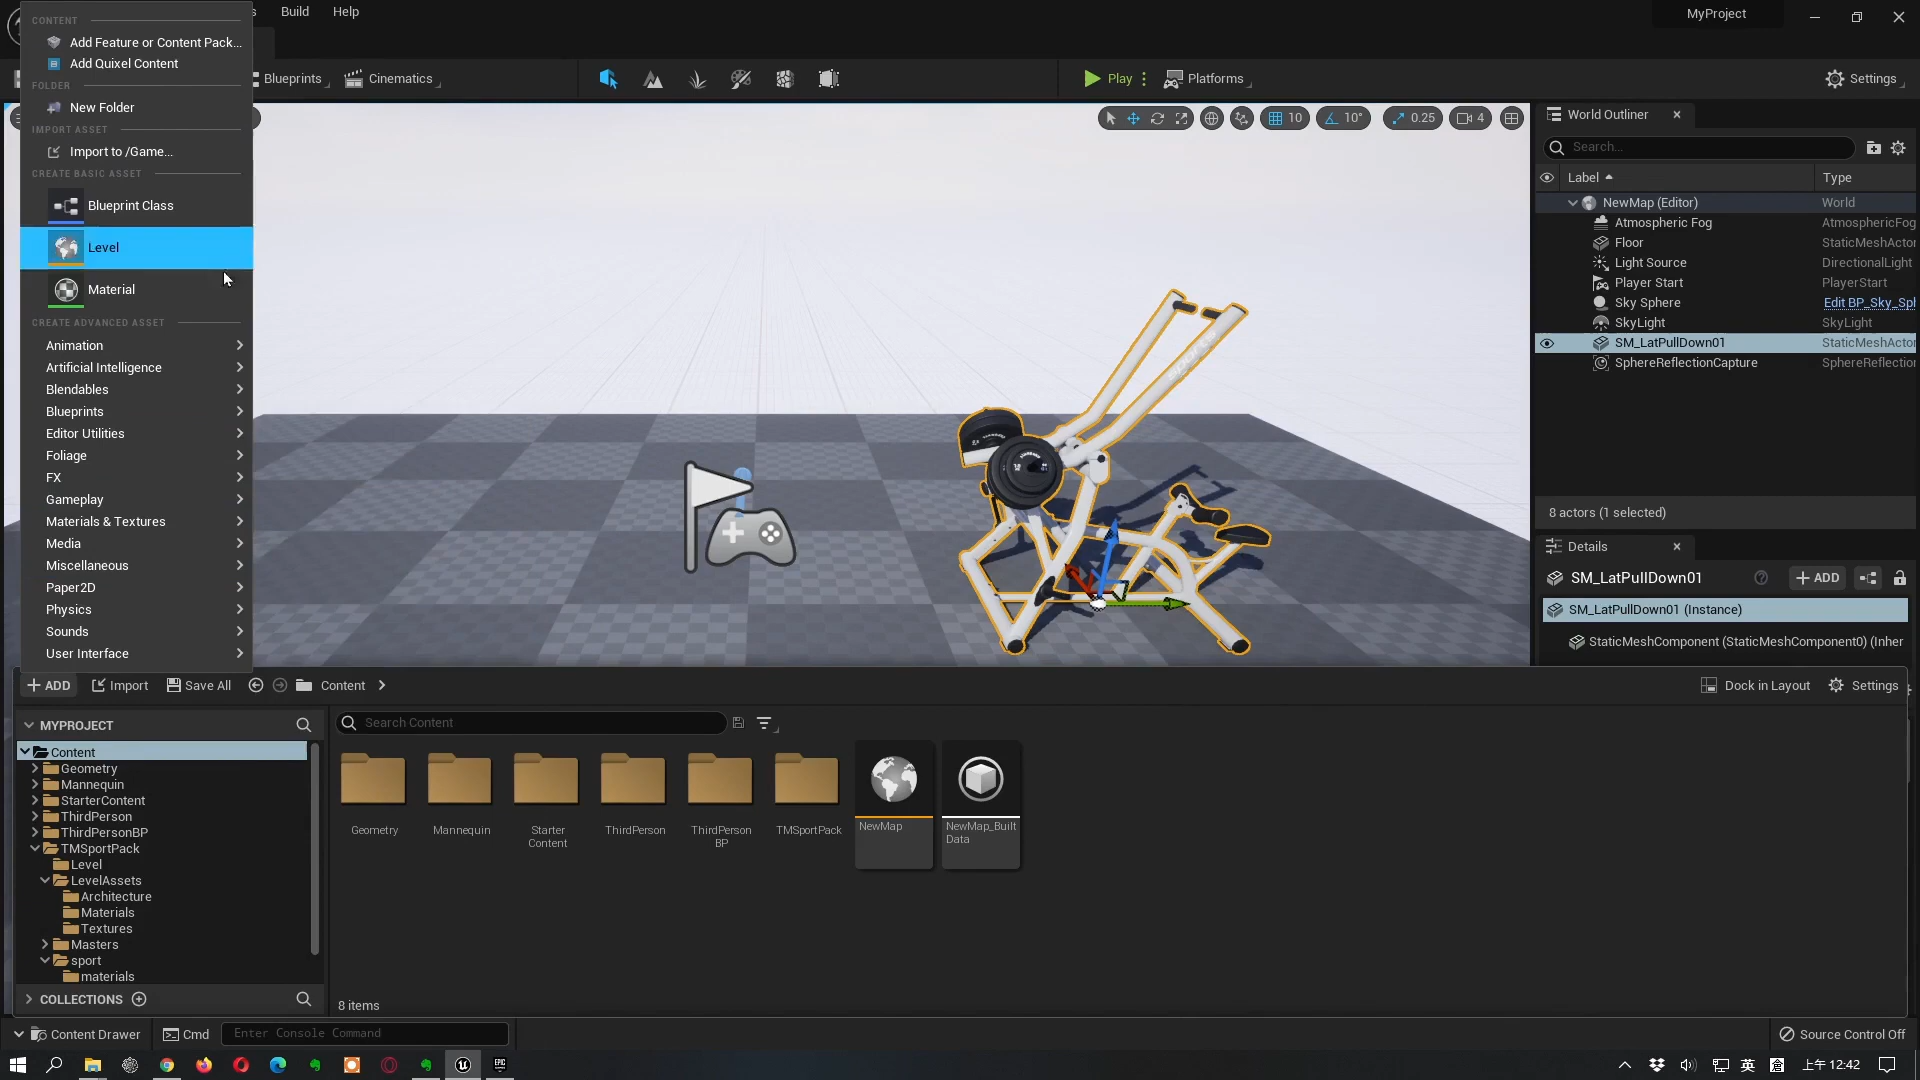 CONTENT
Add Feature or Content Pack...
Add Quixel Content
FOLDER
New Folder
IMPORT ASSET
Import to /Game...
CREATE BASIC ASSET
Blueprint Class
Level
Material
CREATE ADVANCED ASSET
Animation
Artificial Intelligence
Blendables
Blueprints
Editor Utilities
Foliage
FX
Gameplay
Materials & Textures
Media
Miscellaneous
Paper2D
Physics
Sounds
User Interface
Build Help
MyProject
Blueprints Cinematics
Play Platforms Settings
10 10° 0.25 4
World Outliner
Search...
Label Type
NewMap (Editor) World
Atmospheric Fog AtmosphericFog
Floor StaticMeshActor
Light Source DirectionalLight
Player Start PlayerStart
Sky Sphere Edit BP_Sky_Sph
SkyLight SkyLight
SM_LatPullDown01 StaticMeshActor
SphereReflectionCapture SphereReflection
8 actors (1 selected)
Details
SM_LatPullDown01 + ADD
SM_LatPullDown01 (Instance)
StaticMeshComponent (StaticMeshComponent0) (Inher
+ ADD Import Save All Content Dock in Layout Settings
MYPROJECT
Content
Geometry
Mannequin
StarterContent
ThirdPerson
ThirdPersonBP
TMSportPack
Level
LevelAssets
Architecture
Materials
Textures
Masters
sport
materials
COLLECTIONS
Search Content
Geometry
Mannequin
Starter
Content
ThirdPerson
ThirdPerson
BP
TMSportPack
NewMap
NewMap_Built
Data
8 items
Content Drawer Cmd Enter Console Command Source Control Off
英 上午 12:42